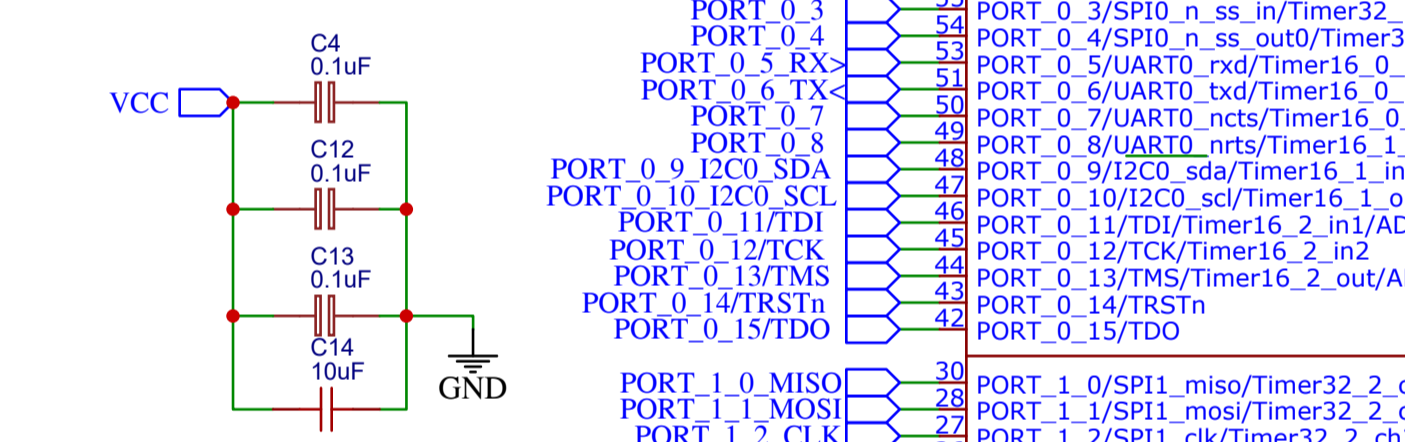 C4
0.1uF
VCC
C12
0.1uF
C13
0.1uF
C14
10uF
GND
PORT_0_3
PORT_0_4 54
PORT_0_5_RX> 53
PORT_0_6_TX< 51
PORT_0_7 50
PORT_0_8 49
PORT_0_9_I2C0_SDA 48
PORT_0_10_I2C0_SCL 47
PORT_0_11/TDI 46
PORT_0_12/TCK 45
PORT_0_13/TMS 44
PORT_0_14/TRSTn 43
PORT_0_15/TDO 42
PORT_1_0_MISO 30
PORT_1_1_MOSI 28
PORT_1_2_CLK 27
PORT_0_3/SPI0_n_ss_in/Timer32_
PORT_0_4/SPI0_n_ss_out0/Timer3
PORT_0_5/UART0_rxd/Timer16_0_
PORT_0_6/UART0_txd/Timer16_0_
PORT_0_7/UART0_ncts/Timer16_0
PORT_0_8/UART0_nrts/Timer16_1_
PORT_0_9/I2C0_sda/Timer16_1_in
PORT_0_10/I2C0_scl/Timer16_1_o
PORT_0_11/TDI/Timer16_2_in1/AD
PORT_0_12/TCK/Timer16_2_in2
PORT_0_13/TMS/Timer16_2_out/A
PORT_0_14/TRSTn
PORT_0_15/TDO
PORT_1_0/SPI1_miso/Timer32_2_c
PORT_1_1/SPI1_mosi/Timer32_2_c
PORT_1_2/SPI1_clk/Timer32_2_ch